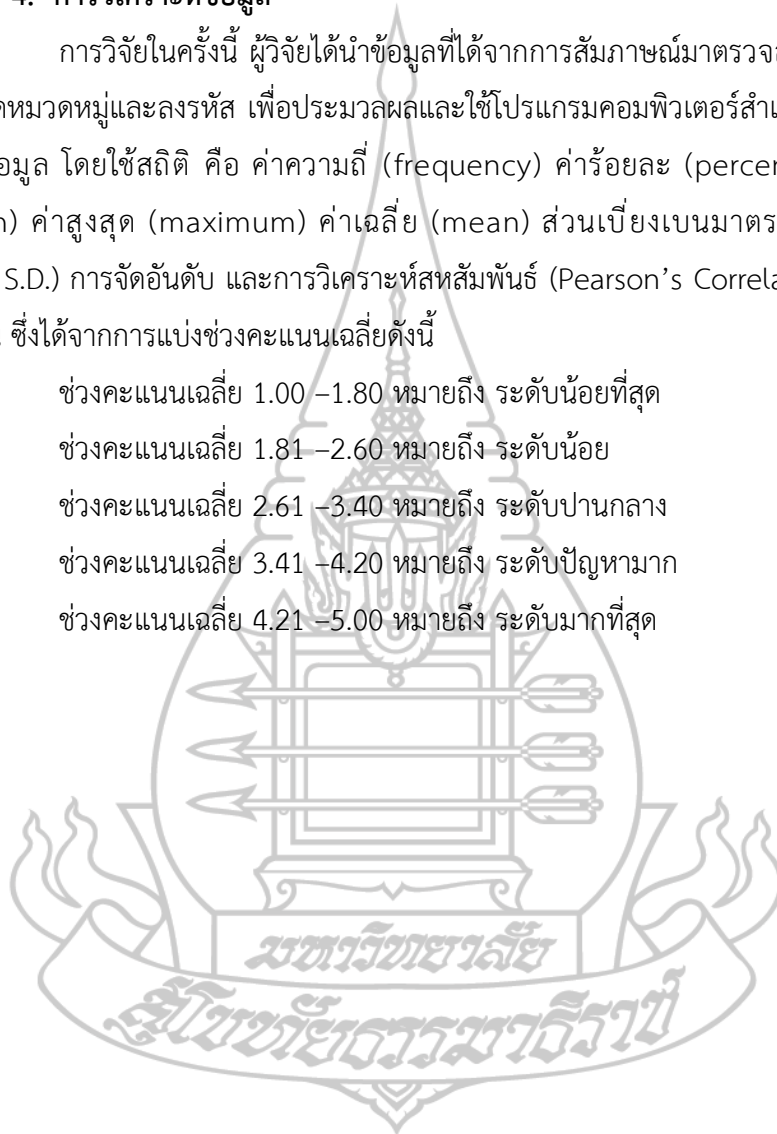 4. การวิเคราะห์ข้อมูล
การวิจัยในครั้งนี้ ผู้วิจัยได้นำข้อมูลที่ได้จากการสัมภาษณ์มาตรวจส
ดหมวดหมู่และลงรหัส เพื่อประมวลผลและใช้โปรแกรมคอมพิวเตอร์สำเ
อมูล โดยใช้สถิติ คือ ค่าความถี่ (frequency) ค่าร้อยละ (percen
n) ค่าสูงสุด (maximum) ค่าเฉลี่ย (mean) ส่วนเบี่ยงเบนมาตร
S.D.) การจัดอันดับ และการวิเคราะห์สหสัมพันธ์ (Pearson's Correla
. ซึ่งได้จากการแบ่งช่วงคะแนนเฉลี่ยดังนี้
ช่วงคะแนนเฉลี่ย 1.00 –1.80 หมายถึง ระดับน้อยที่สุด
ช่วงคะแนนเฉลี่ย 1.81 –2.60 หมายถึง ระดับน้อย
ช่วงคะแนนเฉลี่ย 2.61 –3.40 หมายถึง ระดับปานกลาง
ช่วงคะแนนเฉลี่ย 3.41 –4.20 หมายถึง ระดับปัญหามาก
ช่วงคะแนนเฉลี่ย 4.21 –5.00 หมายถึง ระดับมากที่สุด
มหาวิทยาลัย
สุโขทัยธรรมาธิราช